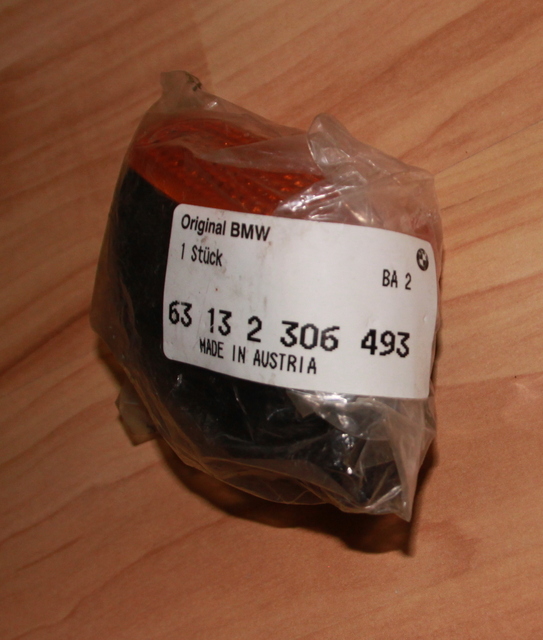 Original BMW
1 Stück
BA 2
63 13 2 306 493
MADE IN AUSTRIA